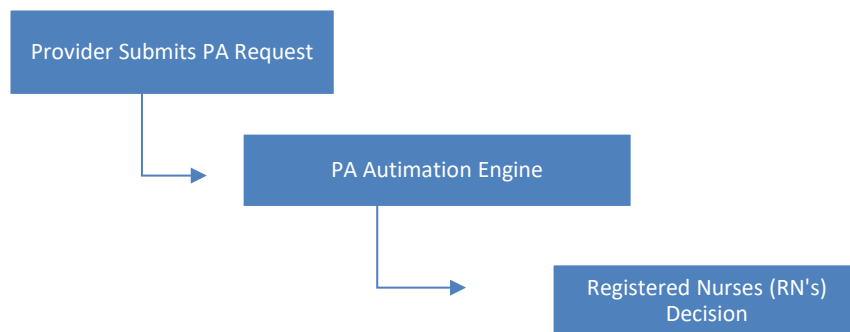 Provider Submits PA Request
PA Autimation Engine
Registered Nurses (RN's)
Decision